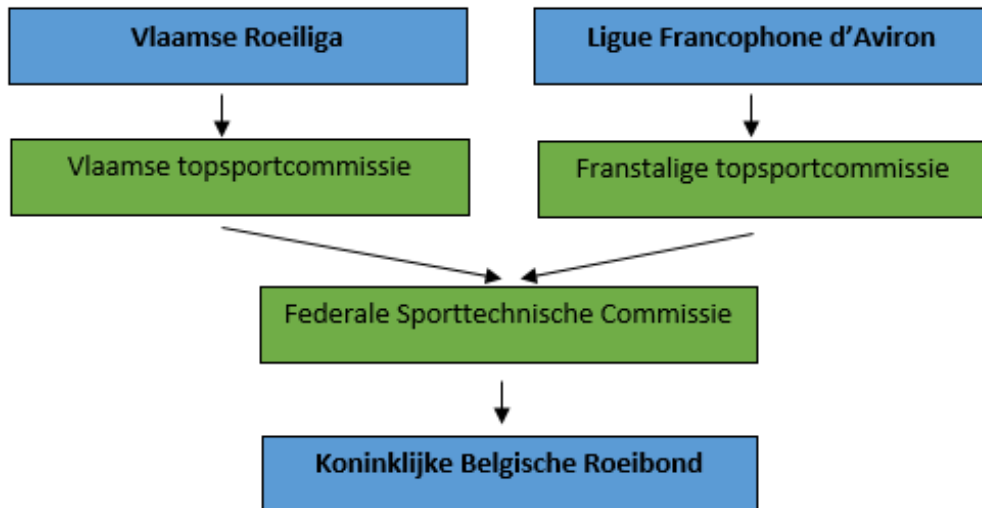 Vlaamse Roeiliga
Ligue Francophone d’Aviron
Vlaamse topsportcommissie
Franstalige topsportcommissie
Federale Sporttechnische Commissie
Koninklijke Belgische Roeibond